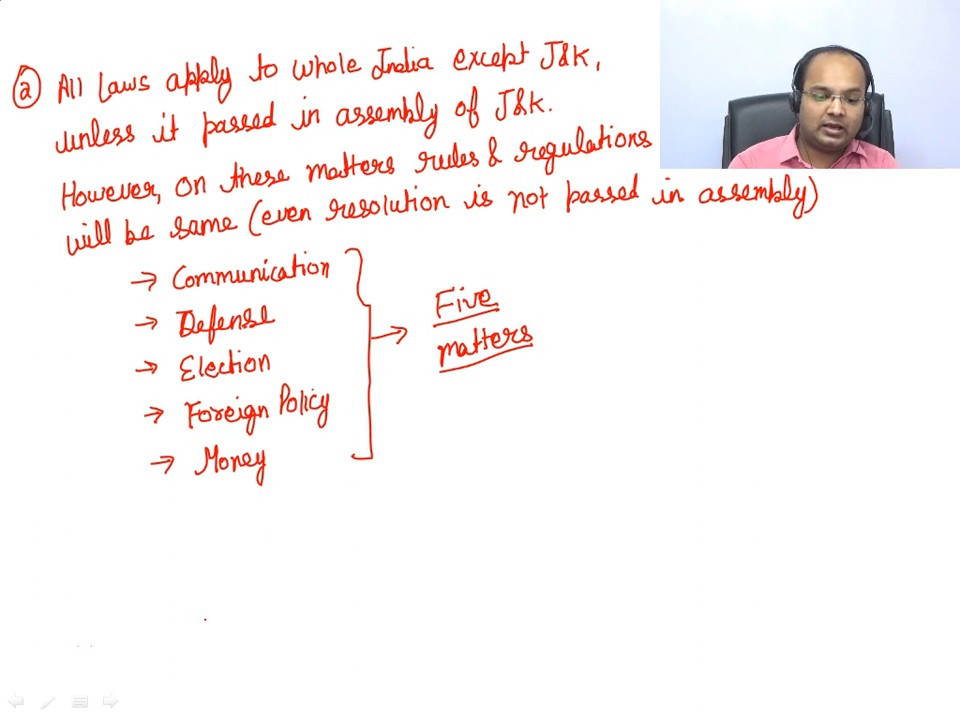 (a) All Laws apply to whole India except J&K,
unless it passed in assembly of J&K.
However, on these matters rules & regulations
will be same (even resolution is not passed in assembly)
→ Communication
→ Defense
→ Election
→ Foreign Policy
→ Money
→ Five
matters